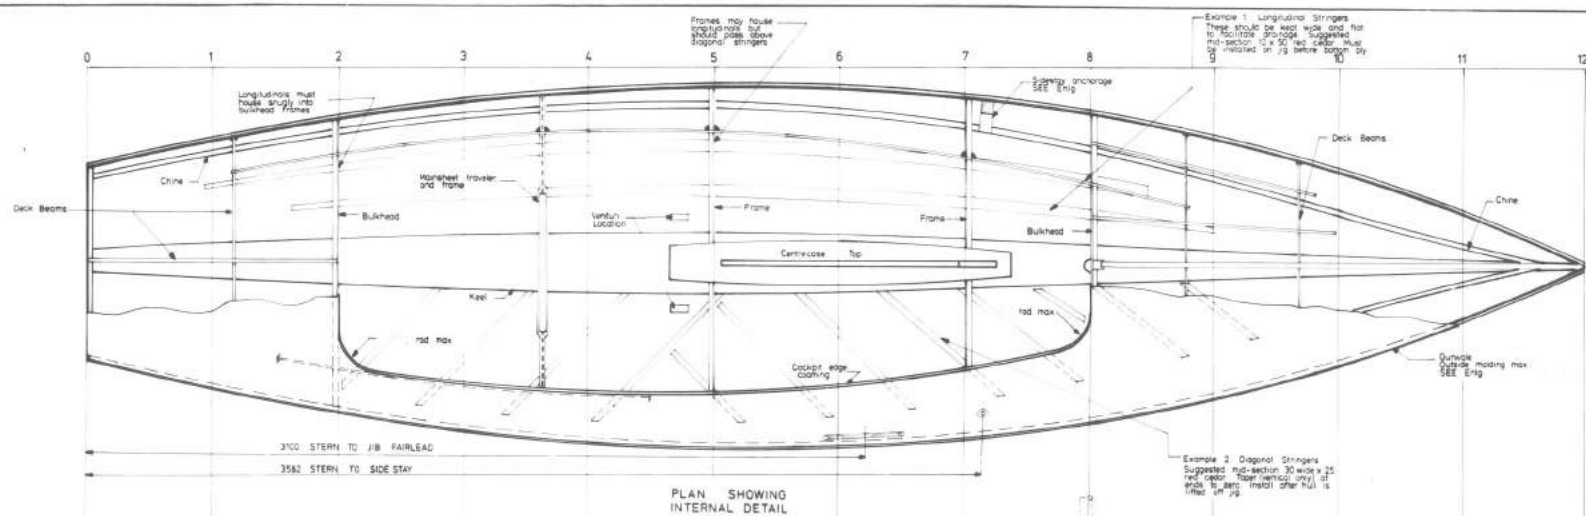 Frames may house
longitudinals but
should pass above
diagonal stringers
Example 1 Longitudinal Stringers
These should be kept wide and flat
to facilitate drainage. Suggested
mid-section 12 x 50 red cedar. Must
be installed on jig before bottom ply
0 1 2 3 4 5 6 7 8 9 10 11 12
Longitudinals must
house snugly into
bulkhead frames
Sidestay anchorage
SEE Enlg
Deck Beams
Chine
Mainsheet traveler
and frame
Deck Beams
Bulkhead
Venturi
Location
Frame
Frame
Bulkhead
Chine
Centrecase Top
Keel
rad max
rad max
Cockpit edge
coaming
Gunwale
Outside molding max
SEE Enlg
3100 STERN TO JIB FAIRLEAD
3582 STERN TO SIDE STAY
Example 2 Diagonal Stringers
Suggested mid-section 30 wide x 25
red cedar. Taper (vertical only) at
ends to zero. Install after hull is
lifted off jig
PLAN SHOWING
INTERNAL DETAIL